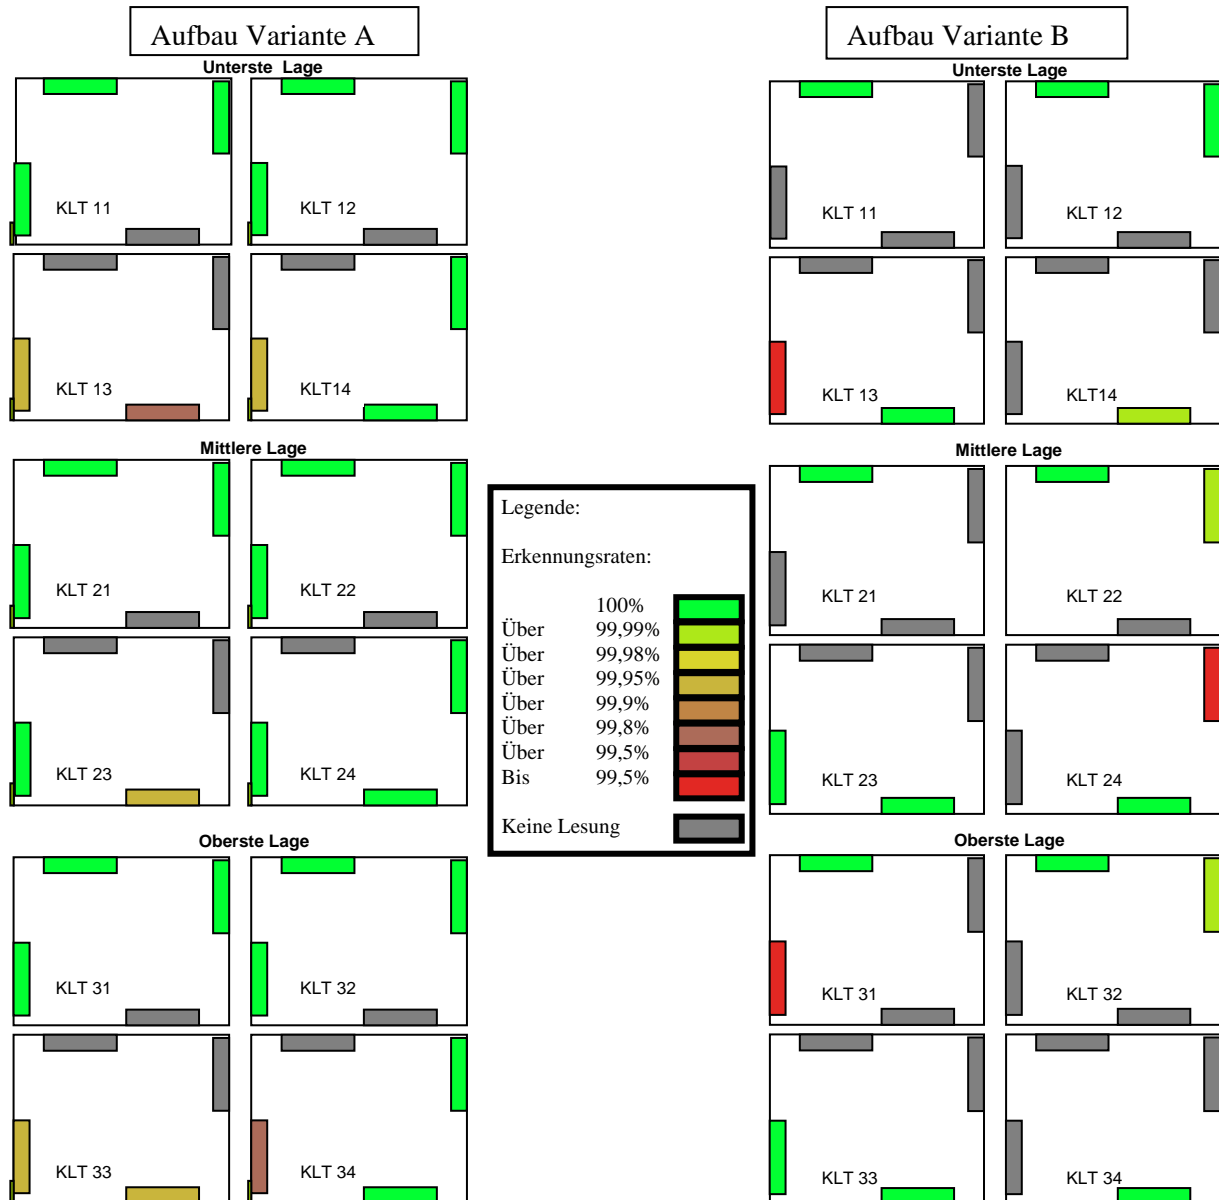 Aufbau Variante A
Unterste Lage
KLT 11
KLT 12
KLT 13
KLT14
Mittlere Lage
KLT 21
KLT 22
KLT 23
KLT 24
Oberste Lage
KLT 31
KLT 32
KLT 33
KLT 34
Legende:
Erkennungsraten:
100%
Über 99,99%
Über 99,98%
Über 99,95%
Über 99,9%
Über 99,8%
Über 99,5%
Bis 99,5%
Keine Lesung
Aufbau Variante B
Unterste Lage
KLT 11
KLT 12
KLT 13
KLT14
Mittlere Lage
KLT 21
KLT 22
KLT 23
KLT 24
Oberste Lage
KLT 31
KLT 32
KLT 33
KLT 34